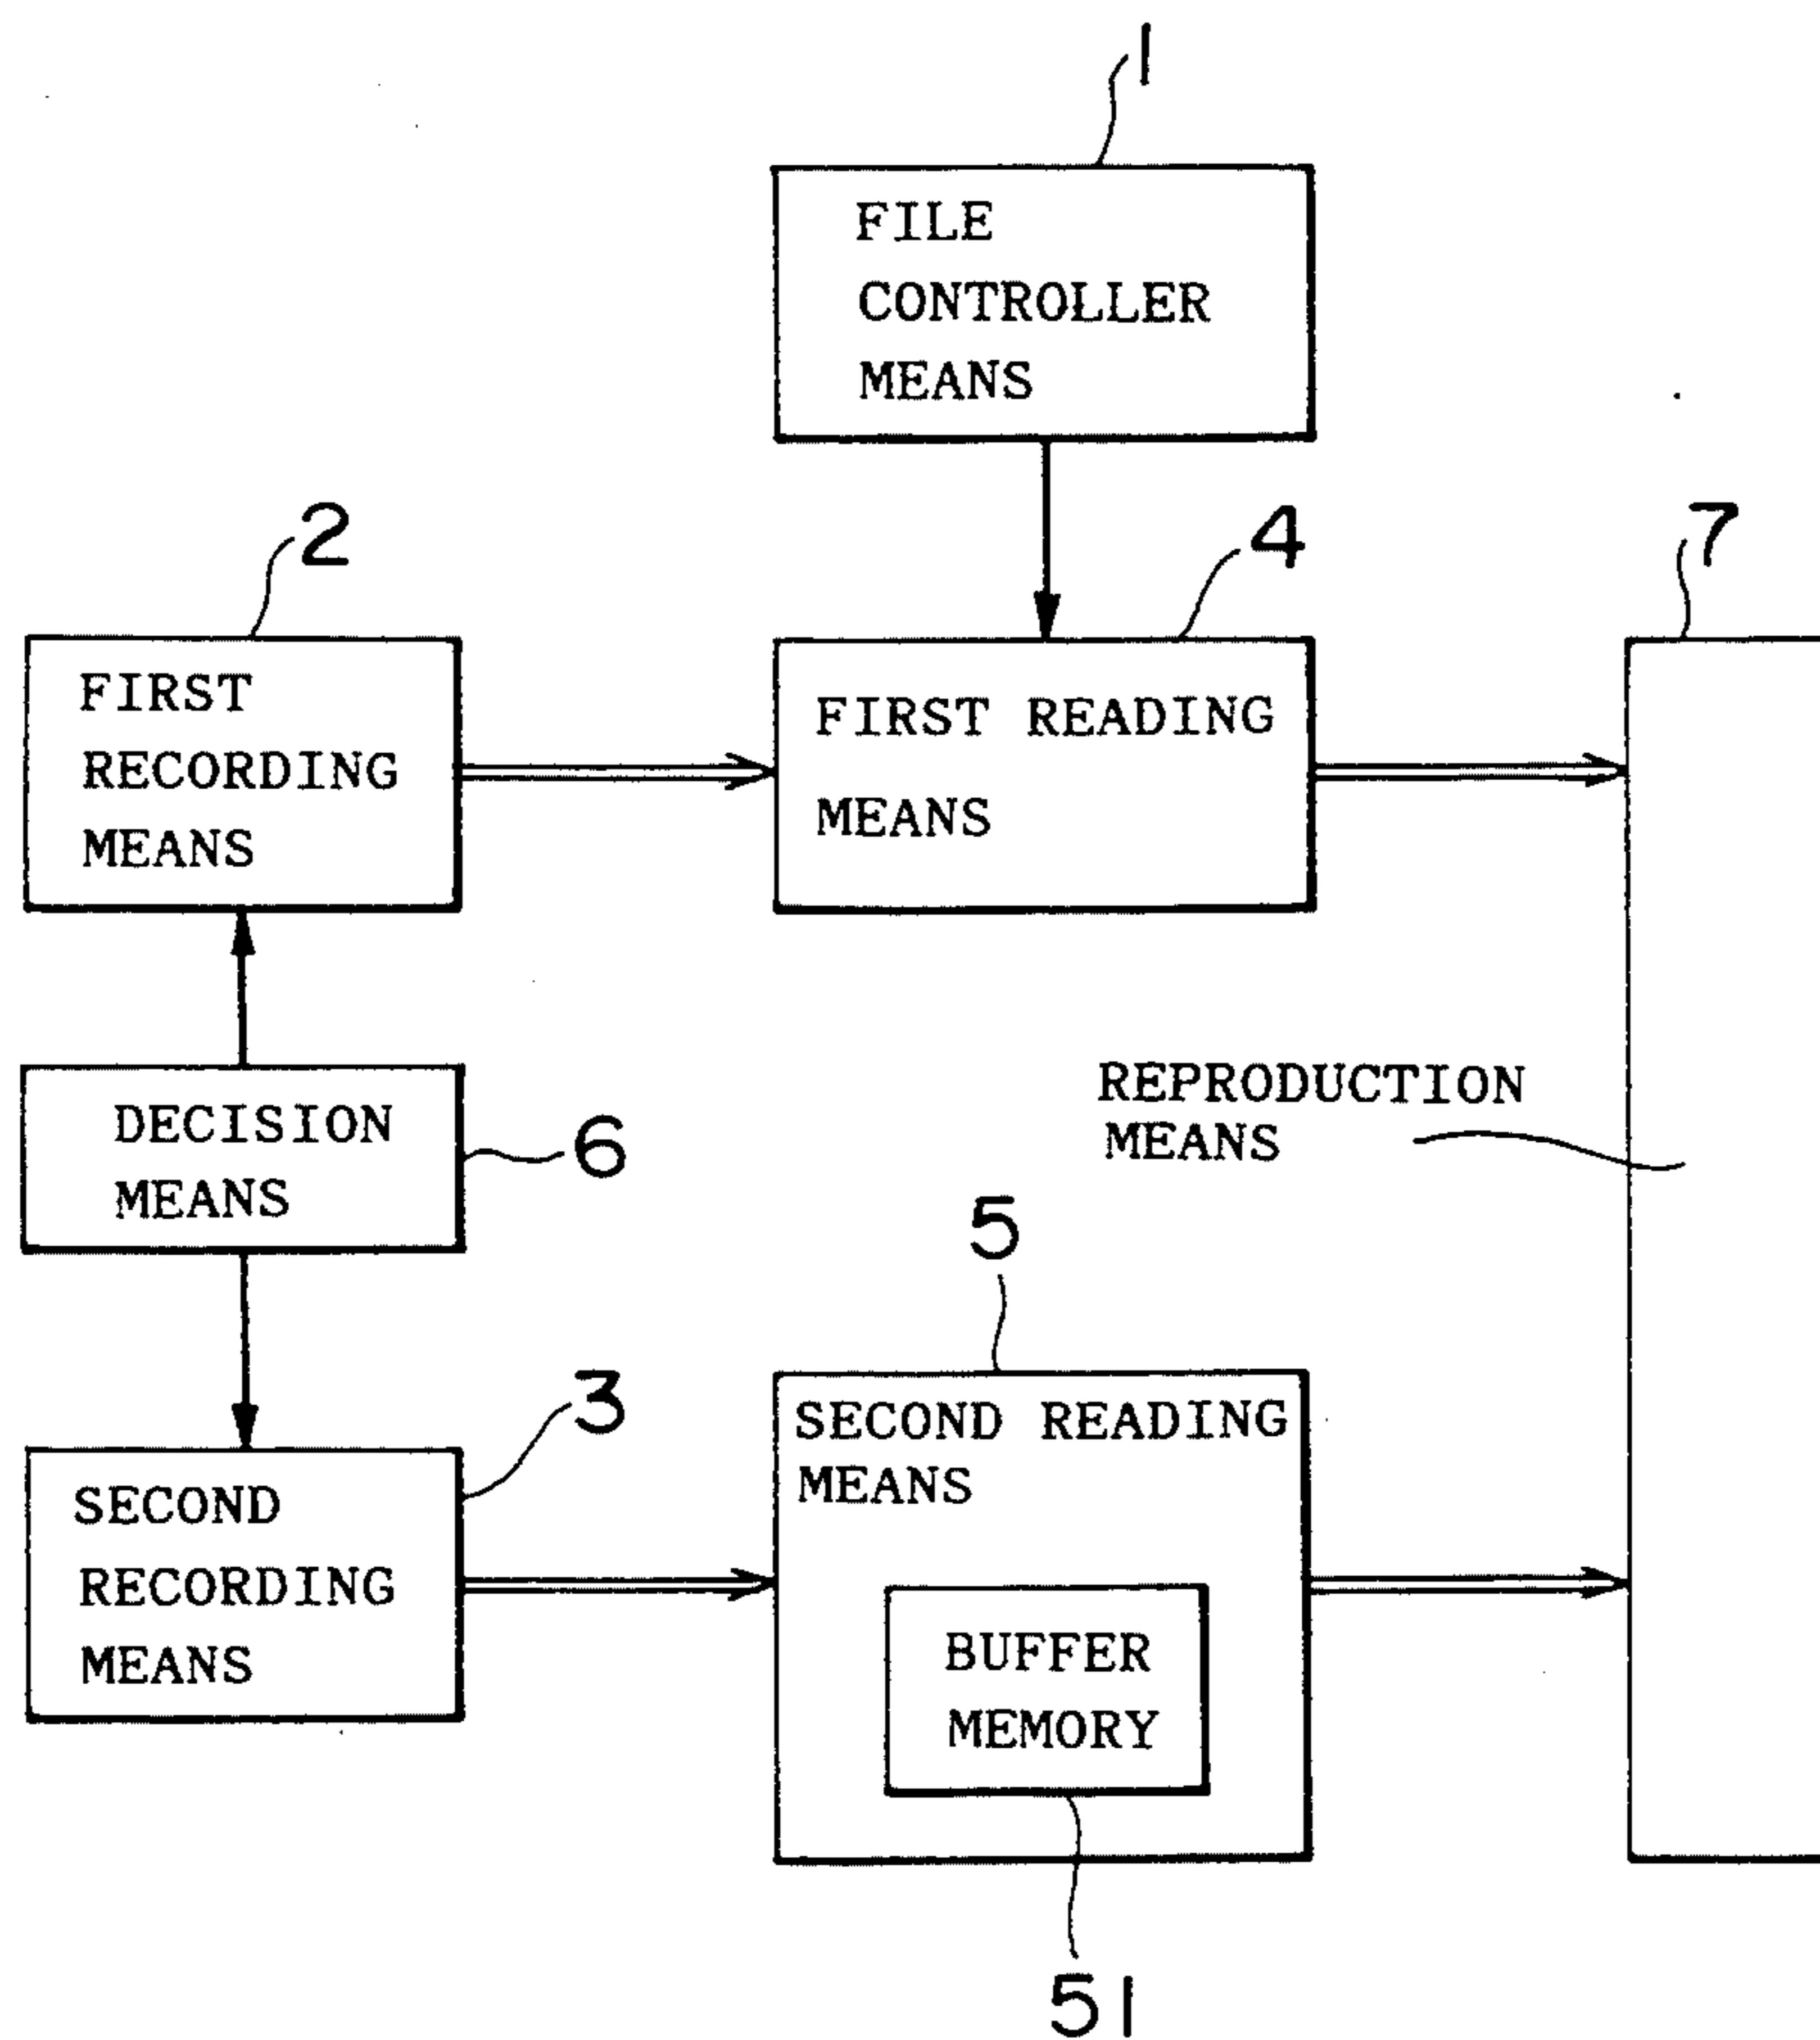 1
FILE
CONTROLLER
MEANS
2
4
7
FIRST
RECORDING
MEANS
FIRST READING
MEANS
DECISION
MEANS
6
REPRODUCTION
MEANS
5
3
SECOND
RECORDING
MEANS
SECOND READING
MEANS
BUFFER
MEMORY
51